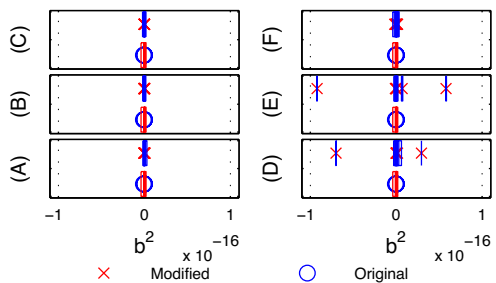 (C)
(F)
(B)
(E)
(A)
(D)
−1 0 1 −1 0 1
b² x 10⁻¹⁶ b² x 10⁻¹⁶
Modified Original